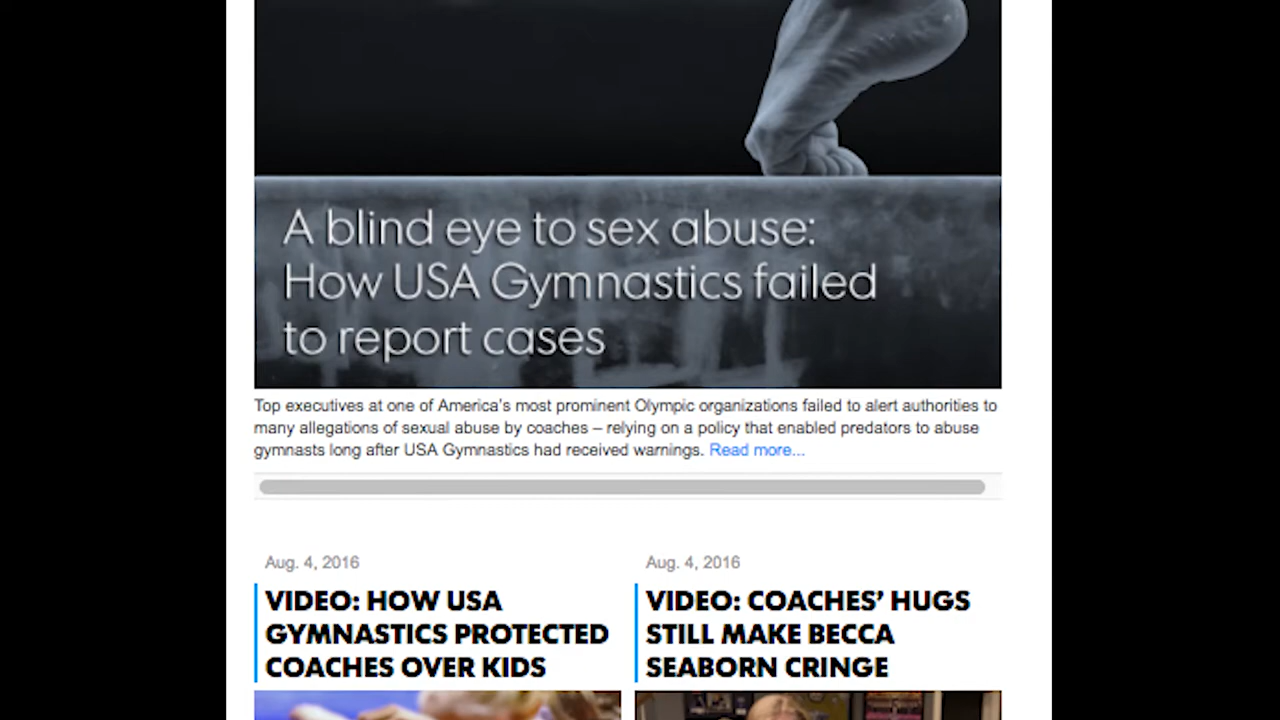 A blind eye to sex abuse:
How USA Gymnastics failed
to report cases
Top executives at one of America's most prominent Olympic organizations failed to alert authorities to
many allegations of sexual abuse by coaches – relying on a policy that enabled predators to abuse
gymnasts long after USA Gymnastics had received warnings. Read more...
Aug. 4, 2016
VIDEO: HOW USA
GYMNASTICS PROTECTED
COACHES OVER KIDS
Aug. 4, 2016
VIDEO: COACHES’ HUGS
STILL MAKE BECCA
SEABORN CRINGE